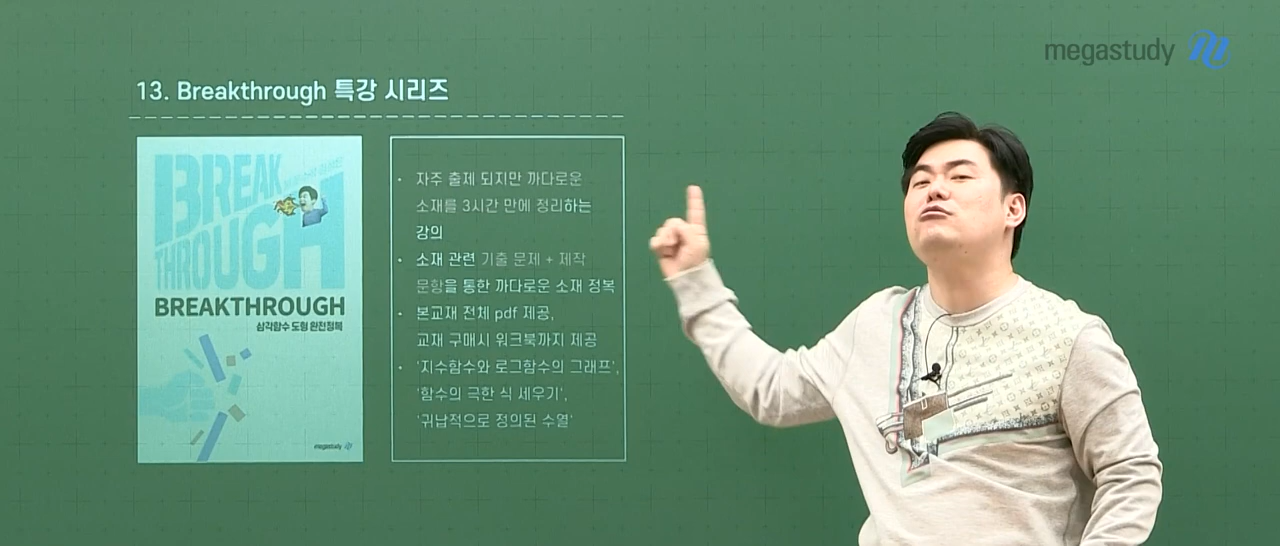 megastudy
13. Breakthrough 특강 시리즈
BREAK
THROUGH
BREAKTHROUGH
삼각함수 도형 완전정복
megastudy
• 자주 출제 되지만 까다로운
소재를 3시간 만에 정리하는
강의
• 소재 관련 기출 문제 + 제작
문항을 통한 까다로운 소재 정복
• 본교재 전체 pdf 제공,
교재 구매시 워크북까지 제공
• '지수함수와 로그함수의 그래프',
'함수의 극한 식 세우기',
'귀납적으로 정의된 수열'